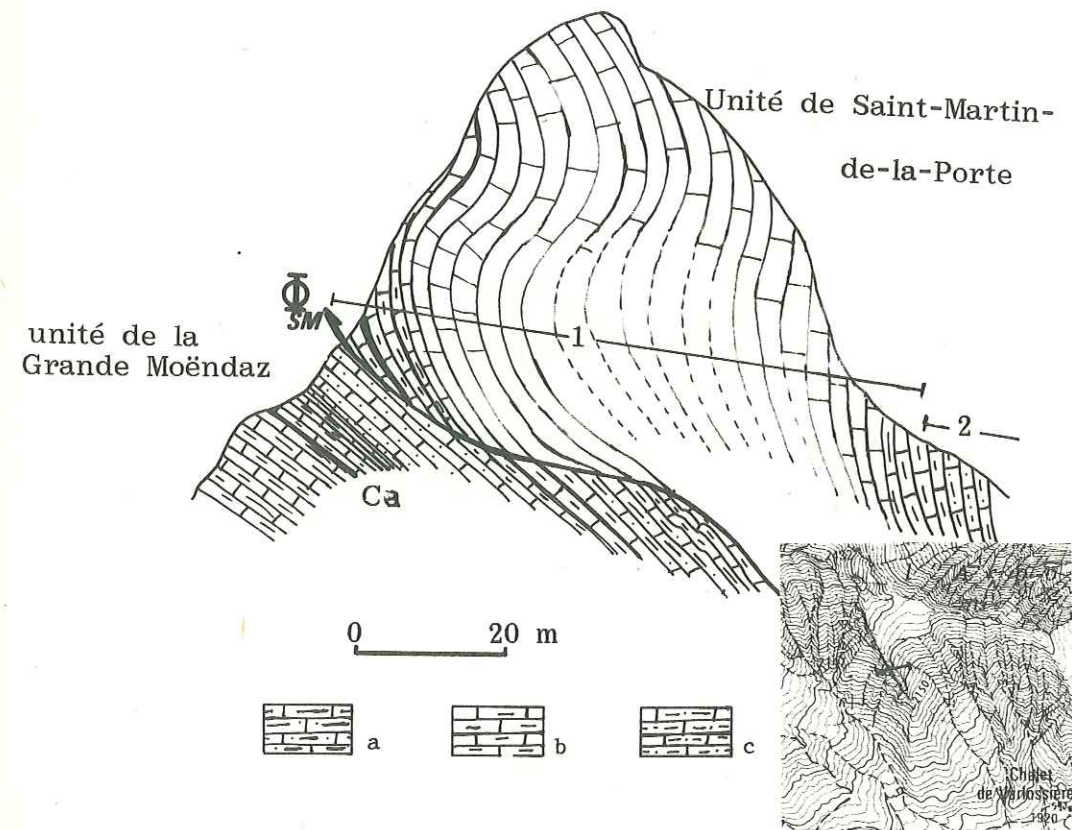 Unité de Saint-Martin-
de-la-Porte
Φ
SM
unité de la
Grande Moëndaz
1
2
Ca
0 20 m
a b c
Chalet
de Varlossière
1920